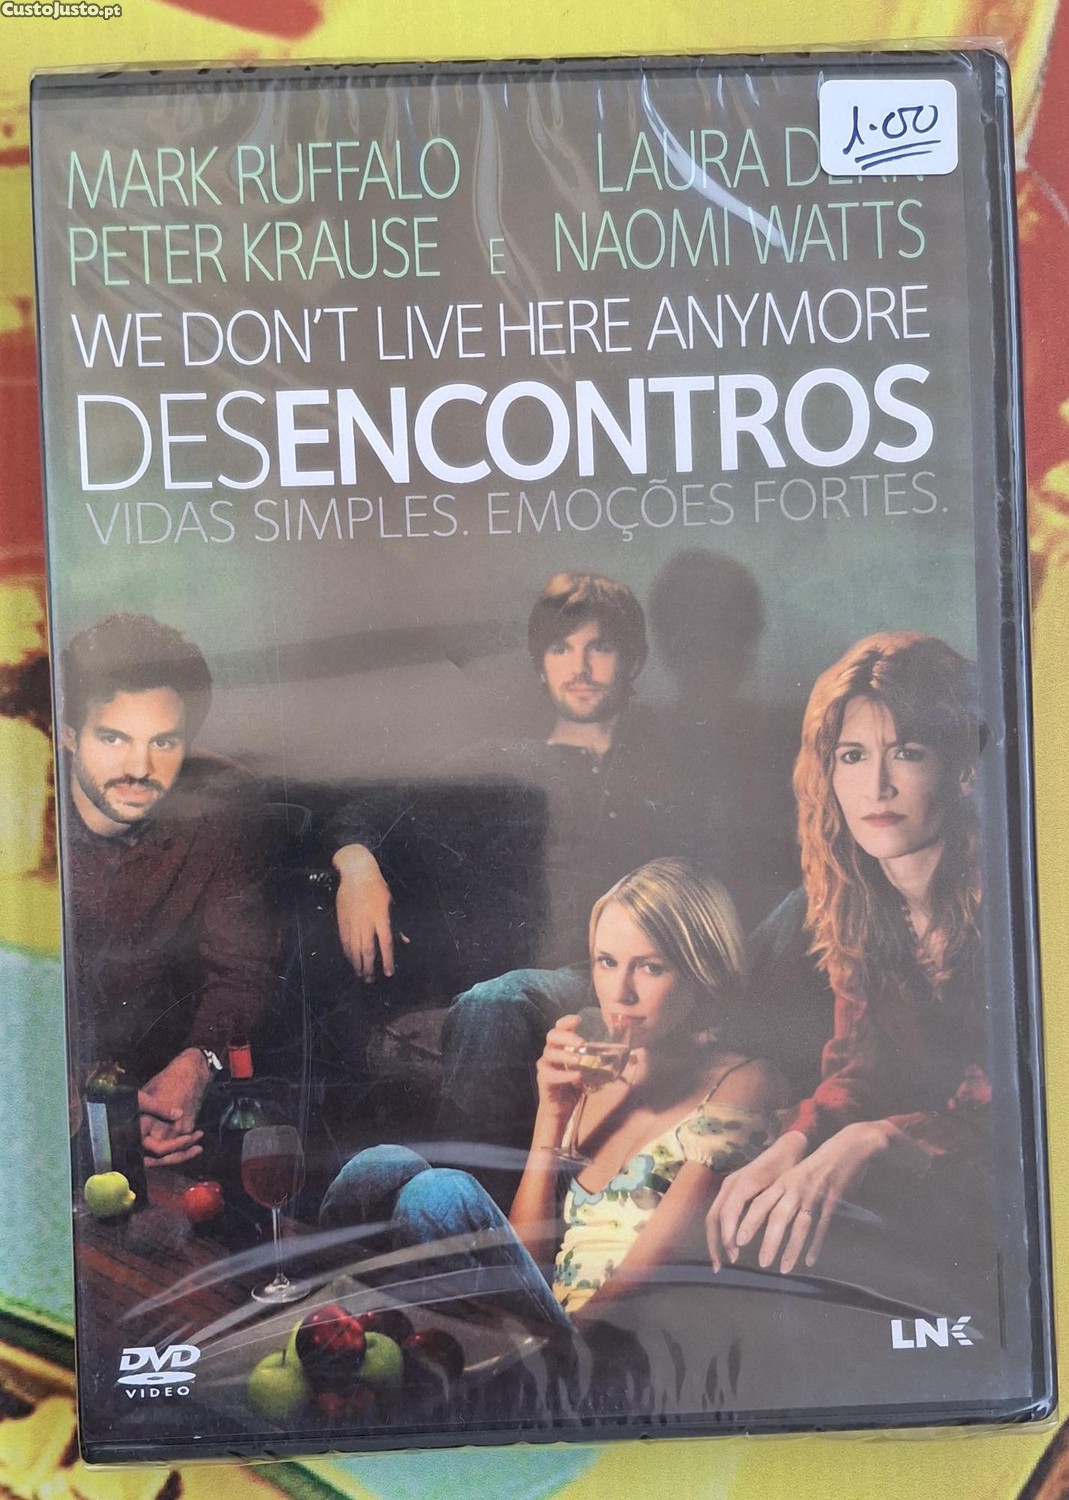 CustoJusto.pt
1.00
MARK RUFFALO LAURA
PETER KRAUSE E NAOMI WATTS
WE DON'T LIVE HERE ANYMORE
DESENCONTROS
VIDAS SIMPLES. EMOÇÕES FORTES.
DVD
VIDEO
LNK